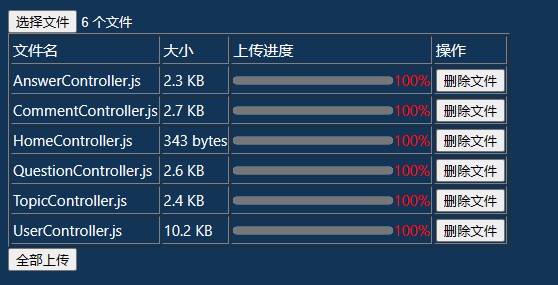 选择文件 6 个文件
文件名 大小 上传进度 操作
AnswerController.js 2.3 KB 100% 删除文件
CommentController.js 2.7 KB 100% 删除文件
HomeController.js 343 bytes 100% 删除文件
QuestionController.js 2.6 KB 100% 删除文件
TopicController.js 2.4 KB 100% 删除文件
UserController.js 10.2 KB 100% 删除文件
全部上传